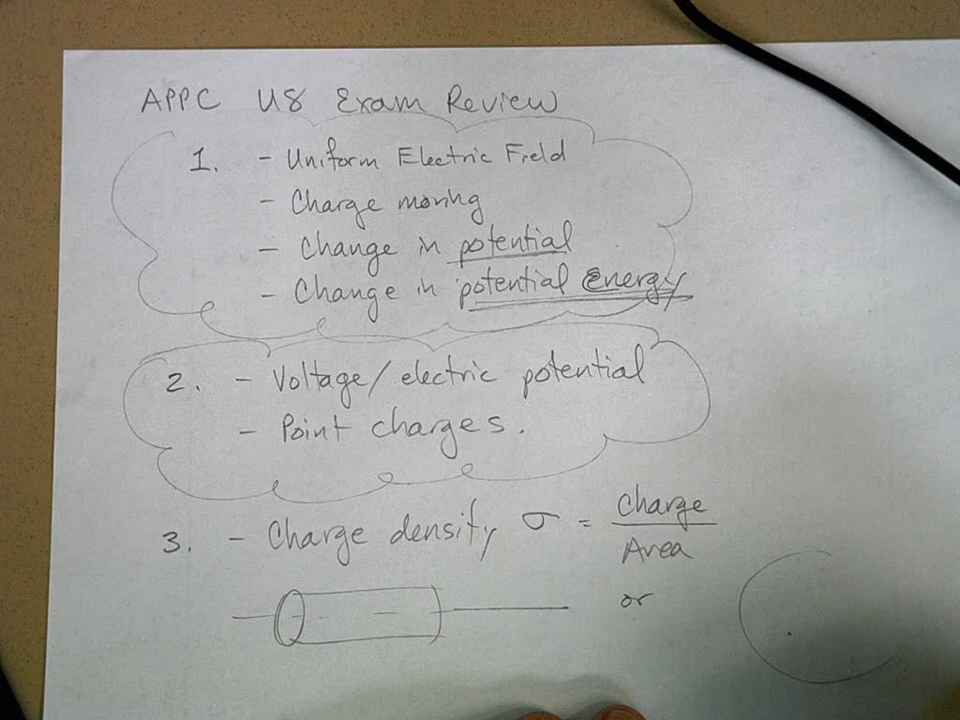 APPC U8 Exam Review
1. - Uniform Electric Field
- Charge moving
- Change in potential
- Change in potential energy
2. - Voltage/electric potential
- Point charges.
3. - Charge density σ = Charge
Area
or